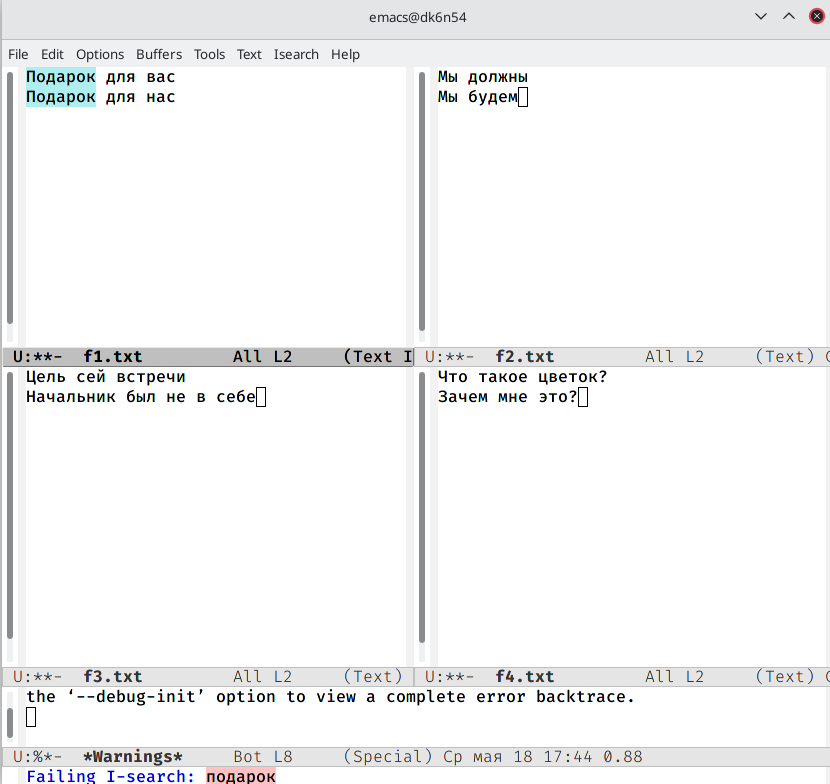 emacs@dk6n54
File Edit Options Buffers Tools Text Isearch Help
Подарок для вас
Подарок для нас
U:**- f1.txt All L2 (Text I
Мы должны
Мы будем
U:**- f2.txt All L2 (Text) C
Цель сей встречи
Начальник был не в себе
U:**- f3.txt All L2 (Text)
Что такое цветок?
Зачем мне это?
U:**- f4.txt All L2 (Text) C
the ‘--debug-init’ option to view a complete error backtrace.
U:%*- *Warnings* Bot L8 (Special) Ср мая 18 17:44 0.88
Failing I-search: подарок